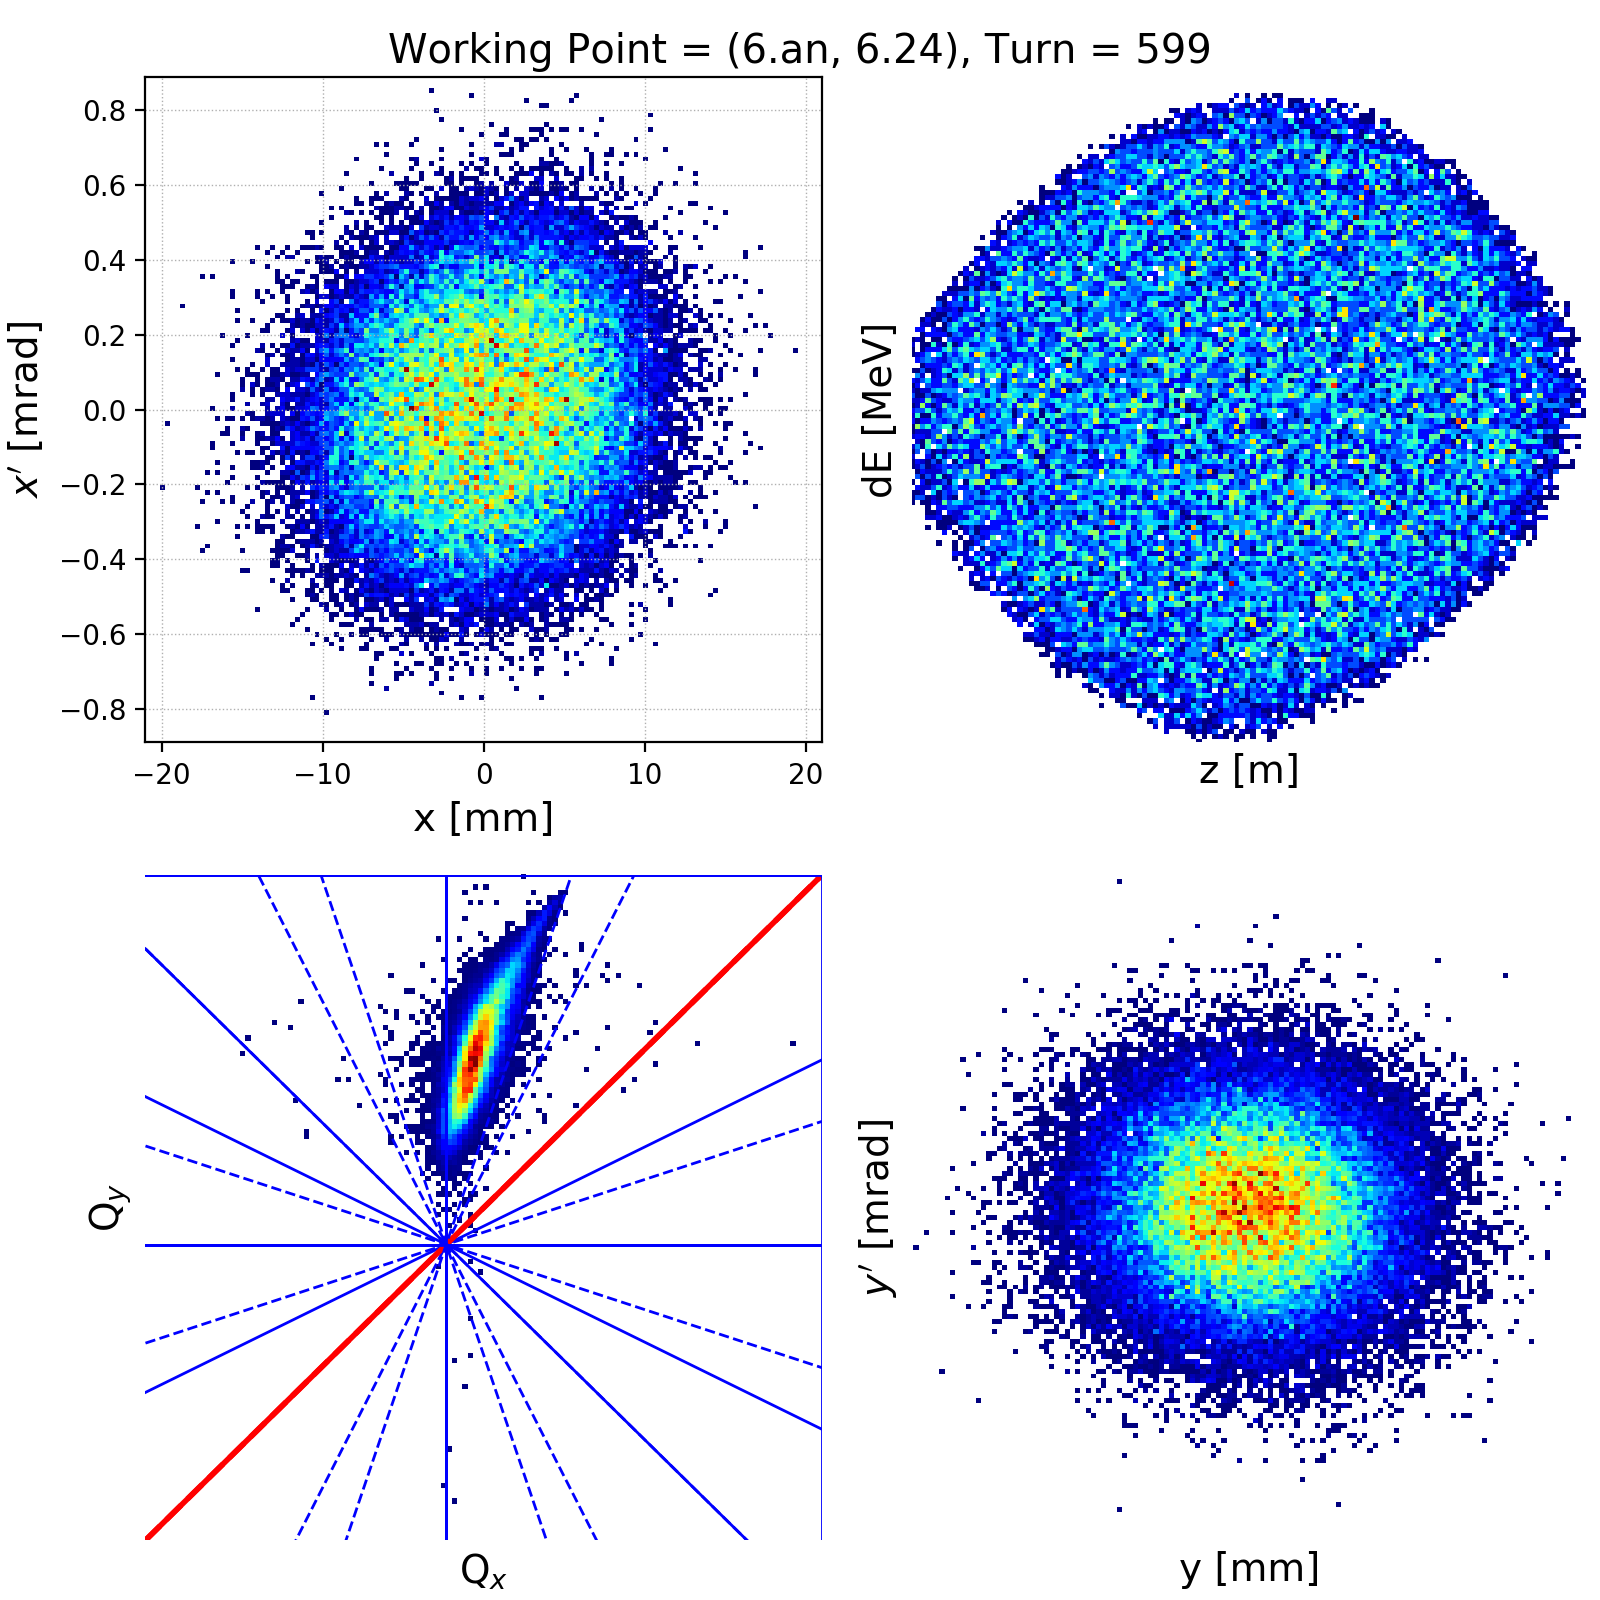 Working Point = (6.an, 6.24), Turn = 599
0.8
0.6
0.4
0.2
0.0
−0.2
−0.4
−0.6
−0.8
x′ [mrad]
−20 −10 0 10 20
x [mm]
dE [MeV]
z [m]
Qy
Qx
y′ [mrad]
y [mm]